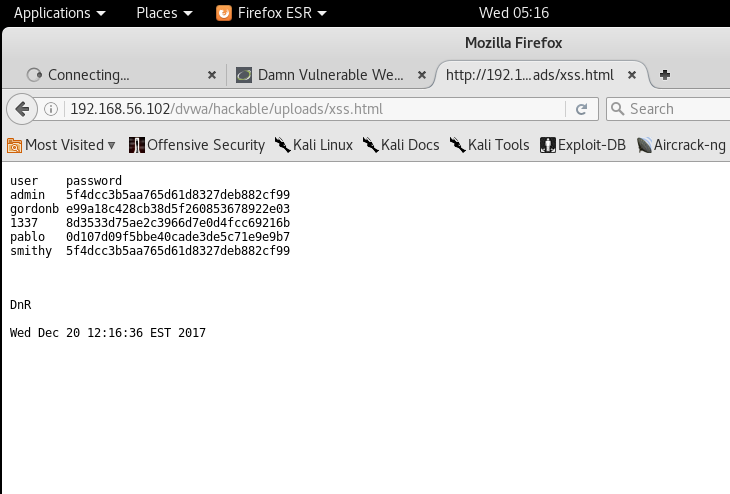 Applications Places Firefox ESR Wed 05:16
Mozilla Firefox
Connecting... Damn Vulnerable We... http://192.1...ads/xss.html
192.168.56.102/dvwa/hackable/uploads/xss.html Search
Most Visited Offensive Security Kali Linux Kali Docs Kali Tools Exploit-DB Aircrack-ng
user password
admin 5f4dcc3b5aa765d61d8327deb882cf99
gordonb e99a18c428cb38d5f260853678922e03
1337 8d3533d75ae2c3966d7e0d4fcc69216b
pablo 0d107d09f5bbe40cade3de5c71e9e9b7
smithy 5f4dcc3b5aa765d61d8327deb882cf99
DnR
Wed Dec 20 12:16:36 EST 2017